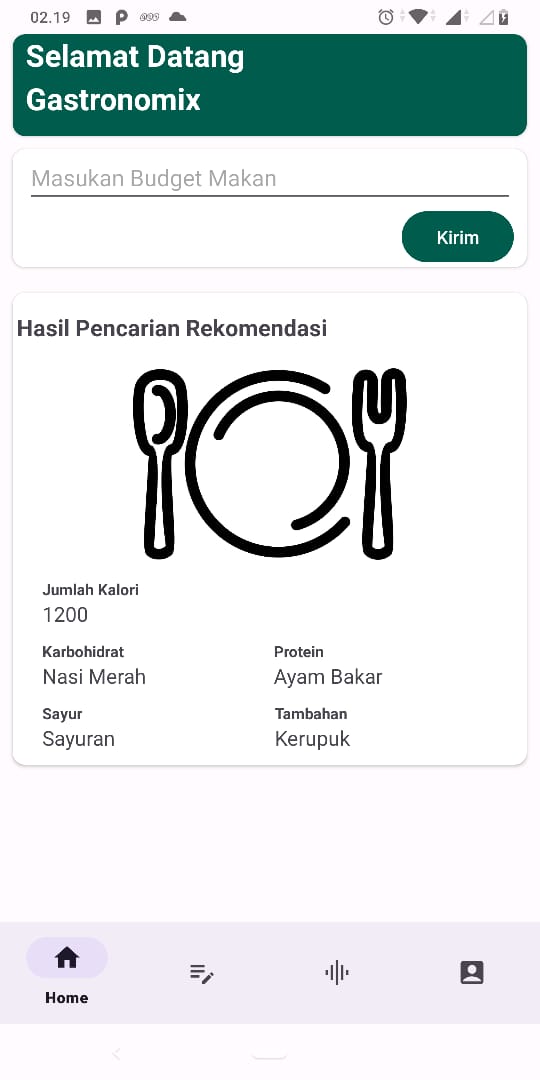 02.19
Selamat Datang
Gastronomix
Masukan Budget Makan
Kirim
Hasil Pencarian Rekomendasi
Jumlah Kalori
1200
Karbohidrat
Protein
Nasi Merah
Ayam Bakar
Sayur
Tambahan
Sayuran
Kerupuk
Home